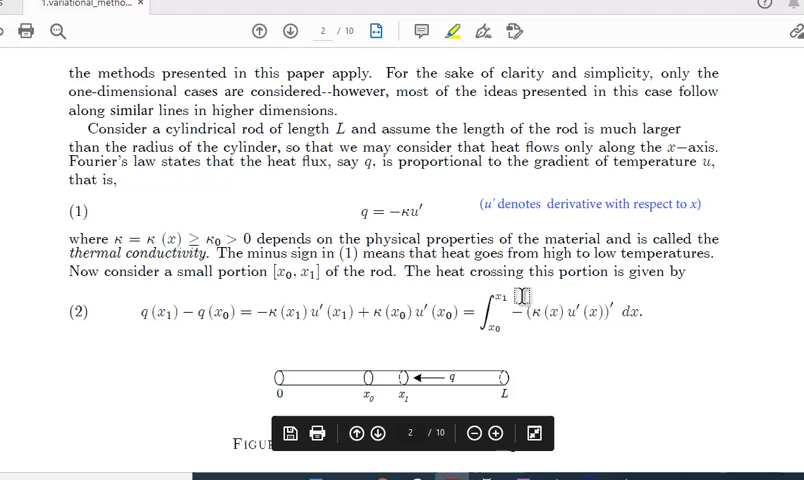 1.variational_metho... ×
2 / 10
the methods presented in this paper apply. For the sake of clarity and simplicity, only the
one-dimensional cases are considered--however, most of the ideas presented in this case follow
along similar lines in higher dimensions.
Consider a cylindrical rod of length L and assume the length of the rod is much larger
than the radius of the cylinder, so that we may consider that heat flows only along the x−axis.
Fourier's law states that the heat flux, say q, is proportional to the gradient of temperature u,
that is,
(1) q = −κu′ (u′ denotes derivative with respect to x)
where κ = κ (x) ≥ κ₀ > 0 depends on the physical properties of the material and is called the
thermal conductivity. The minus sign in (1) means that heat goes from high to low temperatures.
Now consider a small portion [x₀, x₁] of the rod. The heat crossing this portion is given by
(2) q (x₁) − q (x₀) = −κ (x₁) u′ (x₁) + κ (x₀) u′ (x₀) = ∫ₓ₀ˣ¹ − (κ (x) u′ (x))′ dx.
q
0 x₀ x₁ L
2 / 10